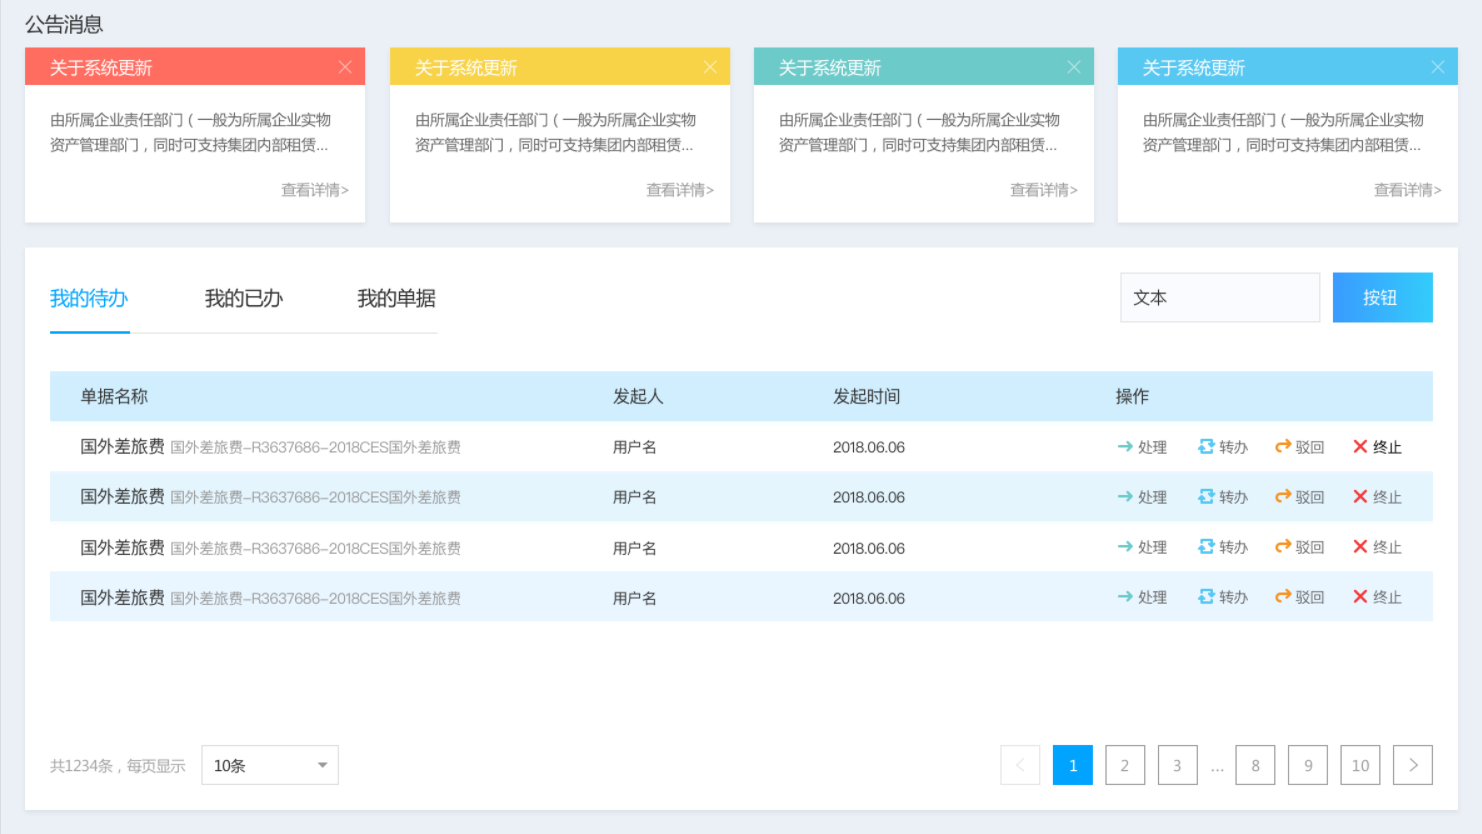 公告消息
关于系统更新
由所属企业责任部门（一般为所属企业实物
资产管理部门，同时可支持集团内部租赁...
查看详情>
关于系统更新
由所属企业责任部门（一般为所属企业实物
资产管理部门，同时可支持集团内部租赁...
查看详情>
关于系统更新
由所属企业责任部门（一般为所属企业实物
资产管理部门，同时可支持集团内部租赁...
查看详情>
关于系统更新
由所属企业责任部门（一般为所属企业实物
资产管理部门，同时可支持集团内部租赁...
查看详情>
我的待办 我的已办 我的单据 文本 按钮
单据名称 发起人 发起时间 操作
国外差旅费 国外差旅费-R3637686-2018CES国外差旅费 用户名 2018.06.06 处理 转办 驳回 终止
国外差旅费 国外差旅费-R3637686-2018CES国外差旅费 用户名 2018.06.06 处理 转办 驳回 终止
国外差旅费 国外差旅费-R3637686-2018CES国外差旅费 用户名 2018.06.06 处理 转办 驳回 终止
国外差旅费 国外差旅费-R3637686-2018CES国外差旅费 用户名 2018.06.06 处理 转办 驳回 终止
共1234条，每页显示 10条 < 1 2 3 ... 8 9 10 >